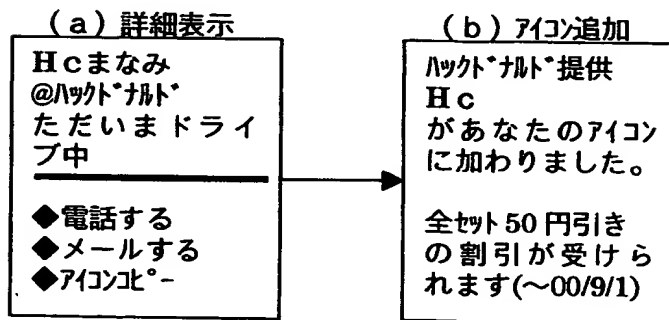 (a)詳細表示
Hcまなみ
@ﾊｯｸﾄﾞﾅﾙﾄﾞ
ただいまドライ
ブ中
◆電話する
◆メールする
◆ｱｲｺﾝｺﾋﾟｰ
(b)ｱｲｺﾝ追加
ﾊｯｸﾄﾞﾅﾙﾄﾞ提供
Hc
があなたのｱｲｺﾝ
に加わりました。
全ｾｯﾄ50円引き
の割引が受けら
れます(～00/9/1)